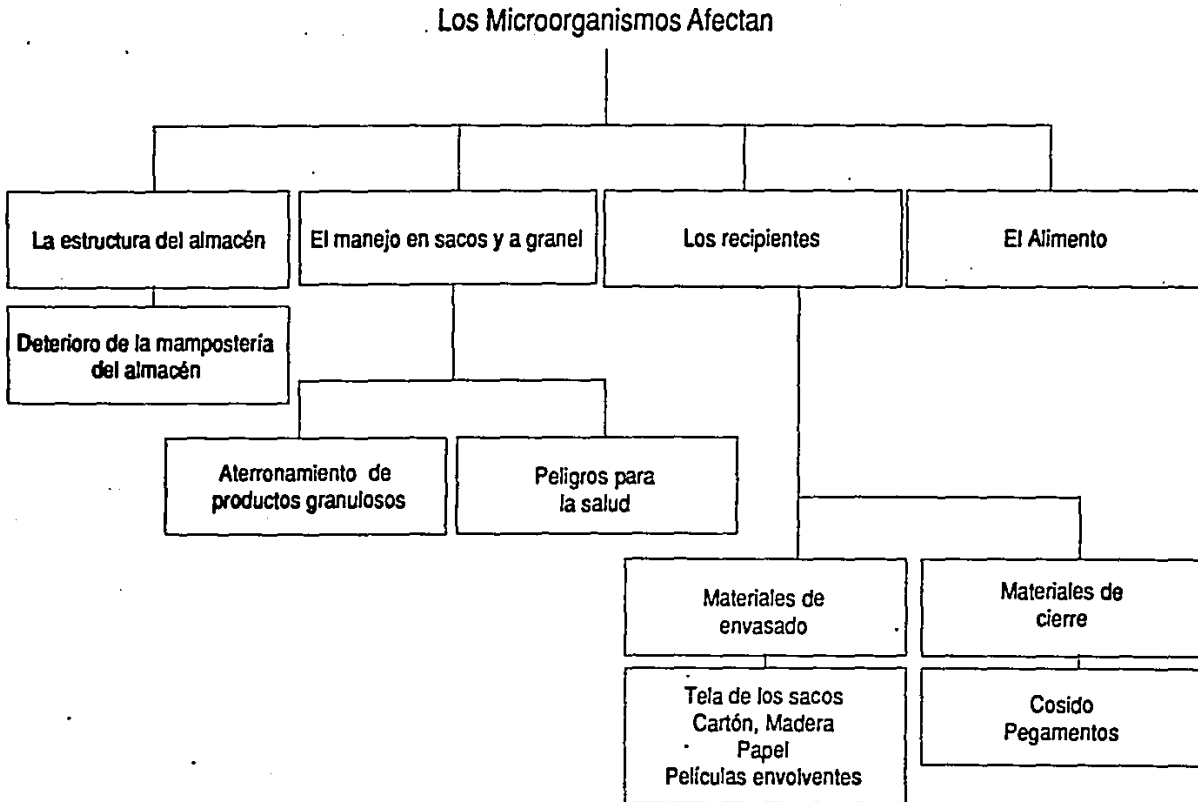 Los Microorganismos Afectan
La estructura del almacén
El manejo en sacos y a granel
Los recipientes
El Alimento
Deterioro de la mampostería
del almacén
Aterronamiento de
productos granulosos
Peligros para
la salud
Materiales de
envasado
Materiales de
cierre
Tela de los sacos
Cartón, Madera
Papel
Películas envolventes
Cosido
Pegamentos